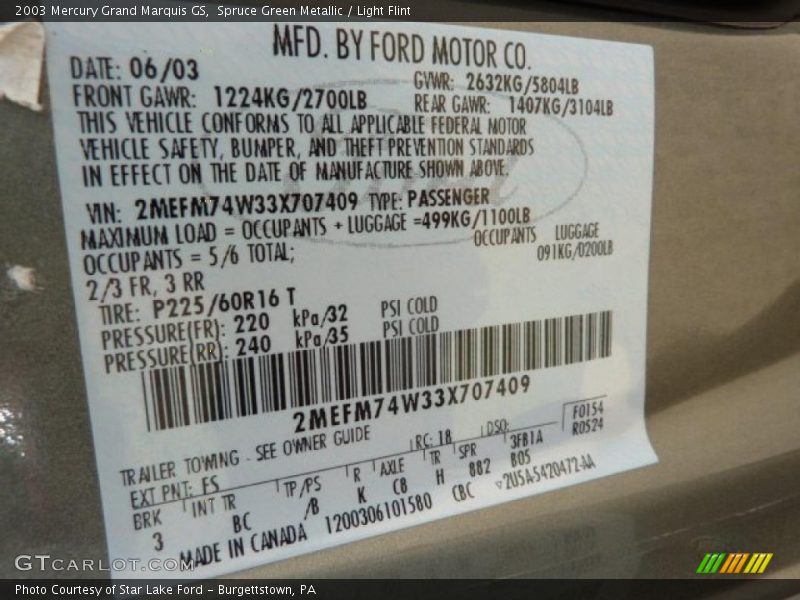 2003 Mercury Grand Marquis GS,  Spruce Green Metallic / Light Flint
MFD. BY FORD MOTOR CO.
DATE: 06/03 GVWR: 2632KG/5804LB
FRONT GAWR: 1224KG/2700LB REAR GAWR: 1407KG/3104LB
THIS VEHICLE CONFORMS TO ALL APPLICABLE FEDERAL MOTOR
VEHICLE SAFETY, BUMPER, AND THEFT PREVENTION STANDARDS
IN EFFECT ON THE DATE OF MANUFACTURE SHOWN ABOVE.
VIN: 2MEFM74W33X707409 TYPE: PASSENGER
MAXIMUM LOAD = OCCUPANTS + LUGGAGE =499KG/1100LB
OCCUPANTS = 5/6 TOTAL; OCCUPANTS LUGGAGE
2/3 FR, 3 RR 091KG/0200LB
TIRE: P225/60R16 T
PRESSURE(FR): 220 kPa/32 PSI COLD
PRESSURE(RR): 240 kPa/35 PSI COLD
2MEFM74W33X707409
TRAILER TOWING - SEE OWNER GUIDE
EXT PNT: FS RC: 18 DSO: F0154
R0524
BRK INT TR TP/PS R AXLE TR SPR 3FB1A
3 BC /B K C8 H 882 B05
MADE IN CANADA 1200306101580 CBC ▽2U5A5420472-AA
GTcarlot.com
Photo Courtesy of Star Lake Ford – Burgettstown, PA